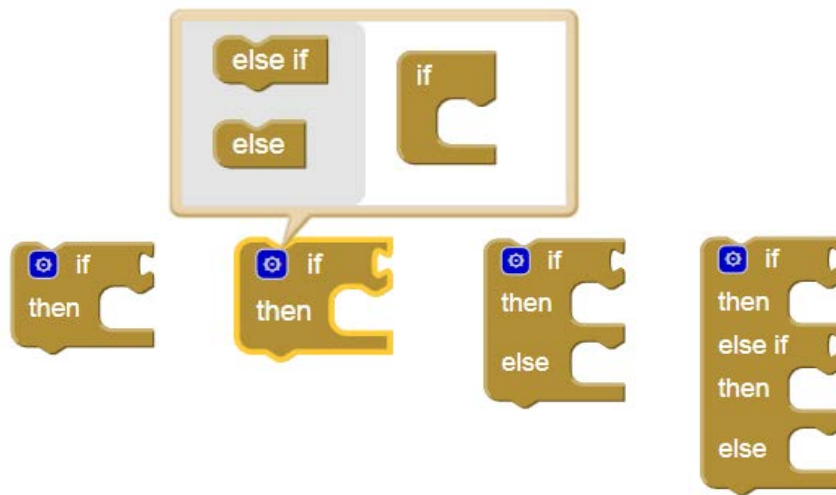 else if
else
if
if
then
if
then
if
then
else
if
then
else if
then
else